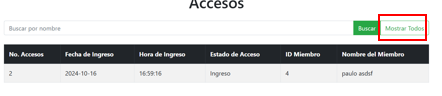 Accesos
Buscar por nombre Buscar Mostrar Todos
No. Accesos Fecha de Ingreso Hora de Ingreso Estado de Acceso ID Miembro Nombre del Miembro
2 2024-10-16 16:59:16 Ingreso 4 paulo asdsf